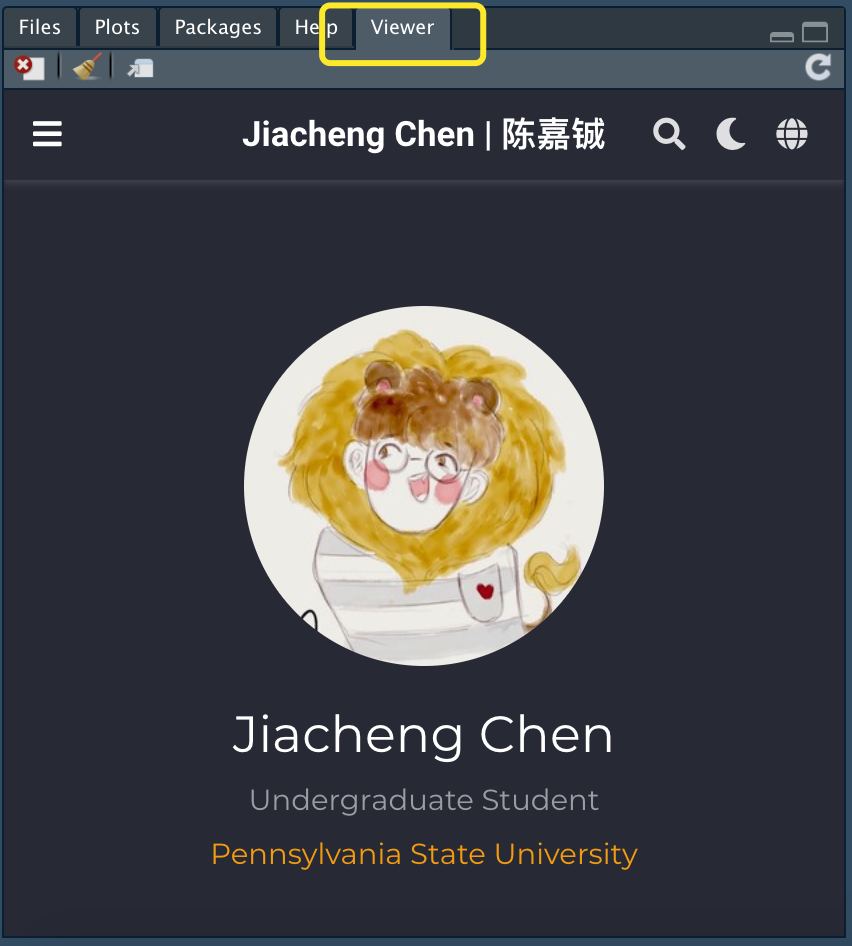 Files Plots Packages Help Viewer
Jiacheng Chen | 陈嘉铖
Jiacheng Chen
Undergraduate Student
Pennsylvania State University